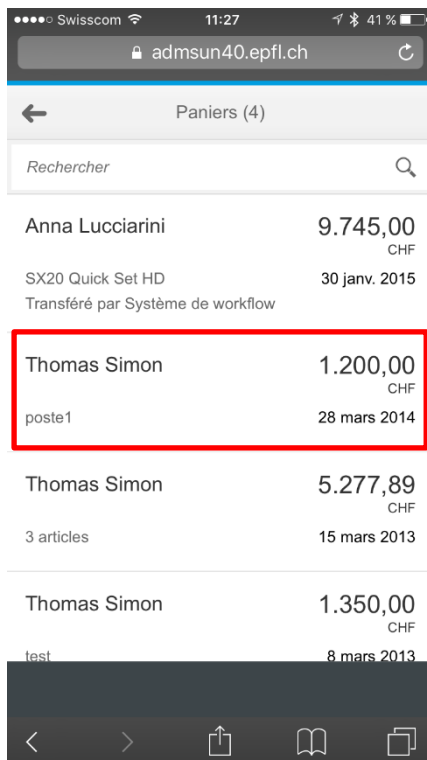 Swisscom 11:27 41 %
admsun40.epfl.ch
Paniers (4)
Rechercher
Anna Lucciarini 9.745,00
CHF
SX20 Quick Set HD 30 janv. 2015
Transféré par Système de workflow
Thomas Simon 1.200,00
CHF
poste1 28 mars 2014
Thomas Simon 5.277,89
CHF
3 articles 15 mars 2013
Thomas Simon 1.350,00
CHF
test 8 mars 2013